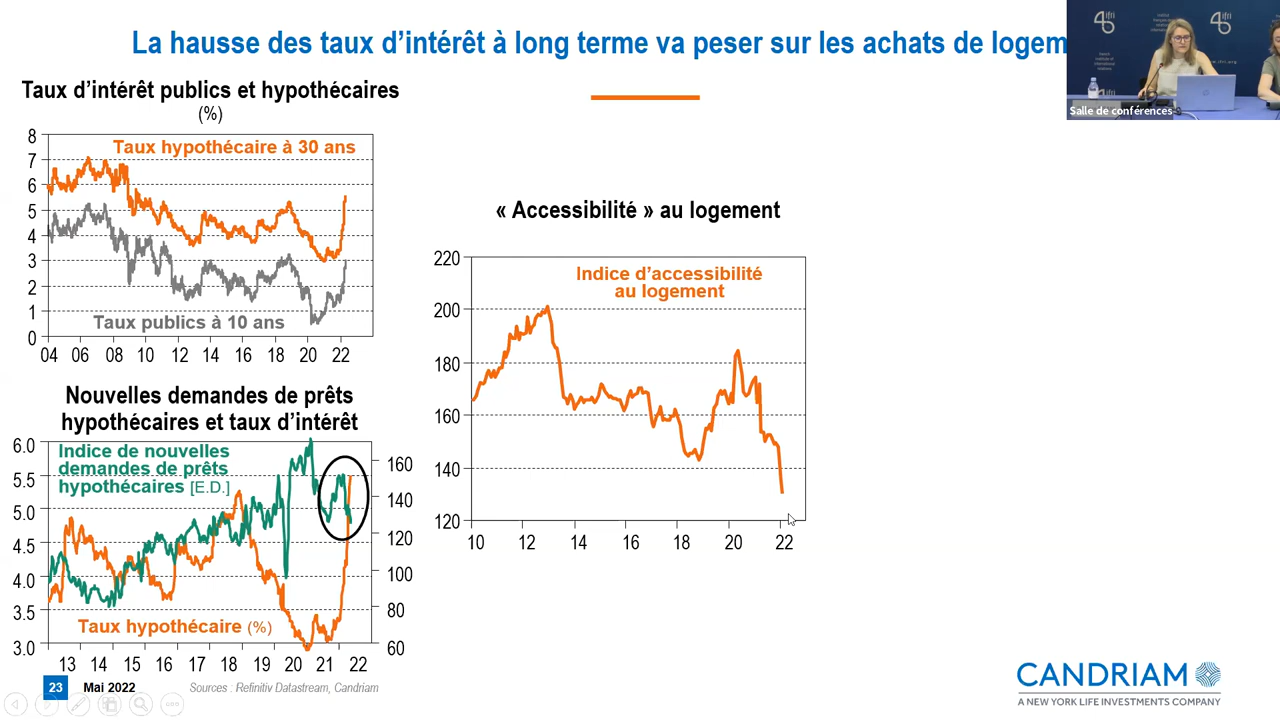 La hausse des taux d'intérêt à long terme va peser sur les achats de logem
ifri
ifri
Salle de conférences
Taux d'intérêt publics et hypothécaires
(%)
8
7
6
5
4
3
2
1
0
Taux hypothécaire à 30 ans
Taux publics à 10 ans
04 06 08 10 12 14 16 18 20 22
Nouvelles demandes de prêts
hypothécaires et taux d'intérêt
6.0
5.5
5.0
4.5
4.0
3.5
3.0
Indice de nouvelles
demandes de prêts
hypothécaires [E.D.]
Taux hypothécaire (%)
160
140
120
100
80
60
13 14 15 16 17 18 19 20 21 22
« Accessibilité » au logement
220
200
180
160
140
120
Indice d'accessibilité
au logement
10 12 14 16 18 20 22
23 Mai 2022 Sources : Refinitiv Datastream, Candriam
CANDRIAM
A NEW YORK LIFE INVESTMENTS COMPANY